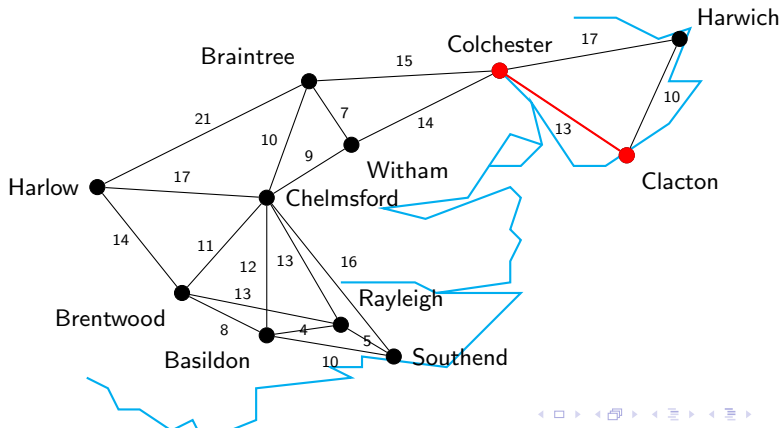 Harwich
Colchester
17
Braintree
15
21
7
14
10
13
10
9
Witham
Clacton
Harlow
17
Chelmsford
14
11
12
13
16
13
Rayleigh
Brentwood
8
4
5
Basildon
10
Southend